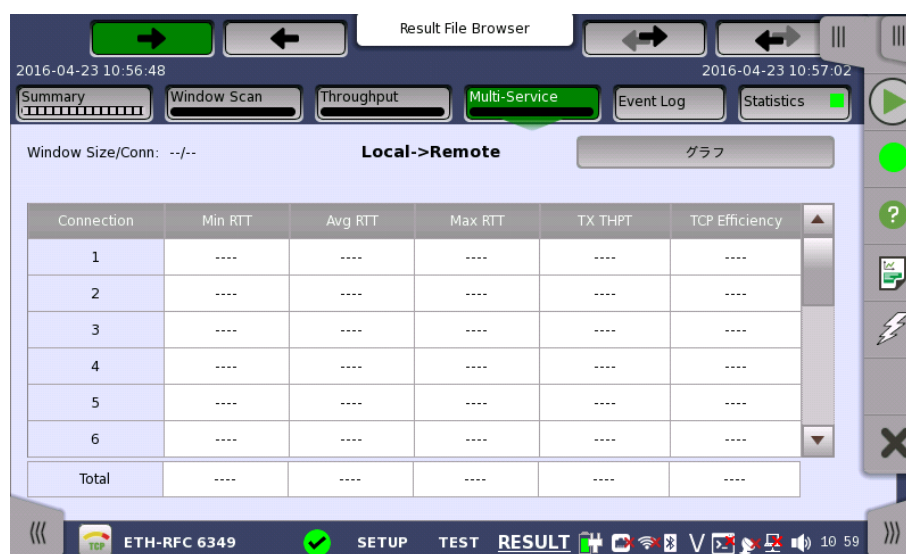 Result File Browser
2016-04-23 10:56:48
2016-04-23 10:57:02
Summary
Window Scan
Throughput
Multi-Service
Event Log
Statistics
Window Size/Conn: --/--
Local->Remote
グラフ
Connection Min RTT Avg RTT Max RTT TX THPT TCP Efficiency
1 ---- ---- ---- ---- ----
2 ---- ---- ---- ---- ----
3 ---- ---- ---- ---- ----
4 ---- ---- ---- ---- ----
5 ---- ---- ---- ---- ----
6 ---- ---- ---- ---- ----
Total ---- ---- ---- ---- ----
TCP
ETH-RFC 6349
SETUP
TEST
RESULT
10 59